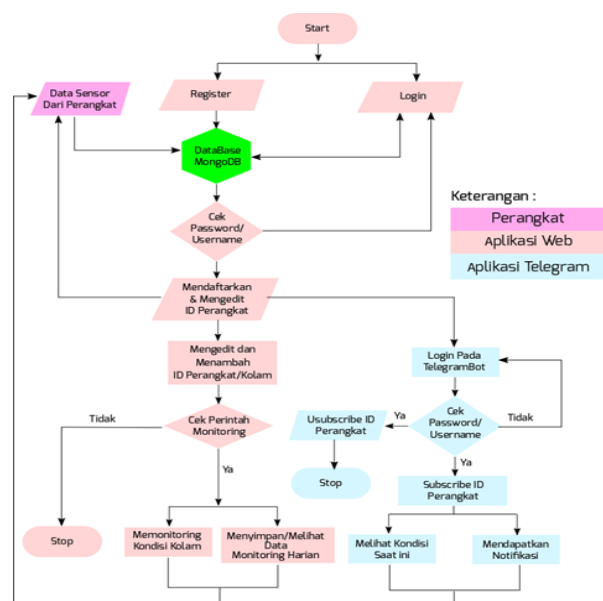 Start
Data Sensor
Dari Perangkat
Register
Login
DataBase
MongoDB
Keterangan :
Perangkat
Aplikasi Web
Aplikasi Telegram
Cek
Password/
Username
Mendaftarkan
& Mengedit
ID Perangkat
Mengedit dan
Menambah
ID Perangkat/Kolam
Login Pada
TelegramBot
Tidak
Cek Perintah
Monitoring
Usubscribe ID
Perangkat
Ya
Cek
Password/
Username
Tidak
Ya
Ya
Stop
Subscribe ID
Perangkat
Stop
Memonitoring
Kondisi Kolam
Menyimpan/Melihat
Data
Monitoring Harian
Melihat Kondisi
Saat ini
Mendapatkan
Notifikasi